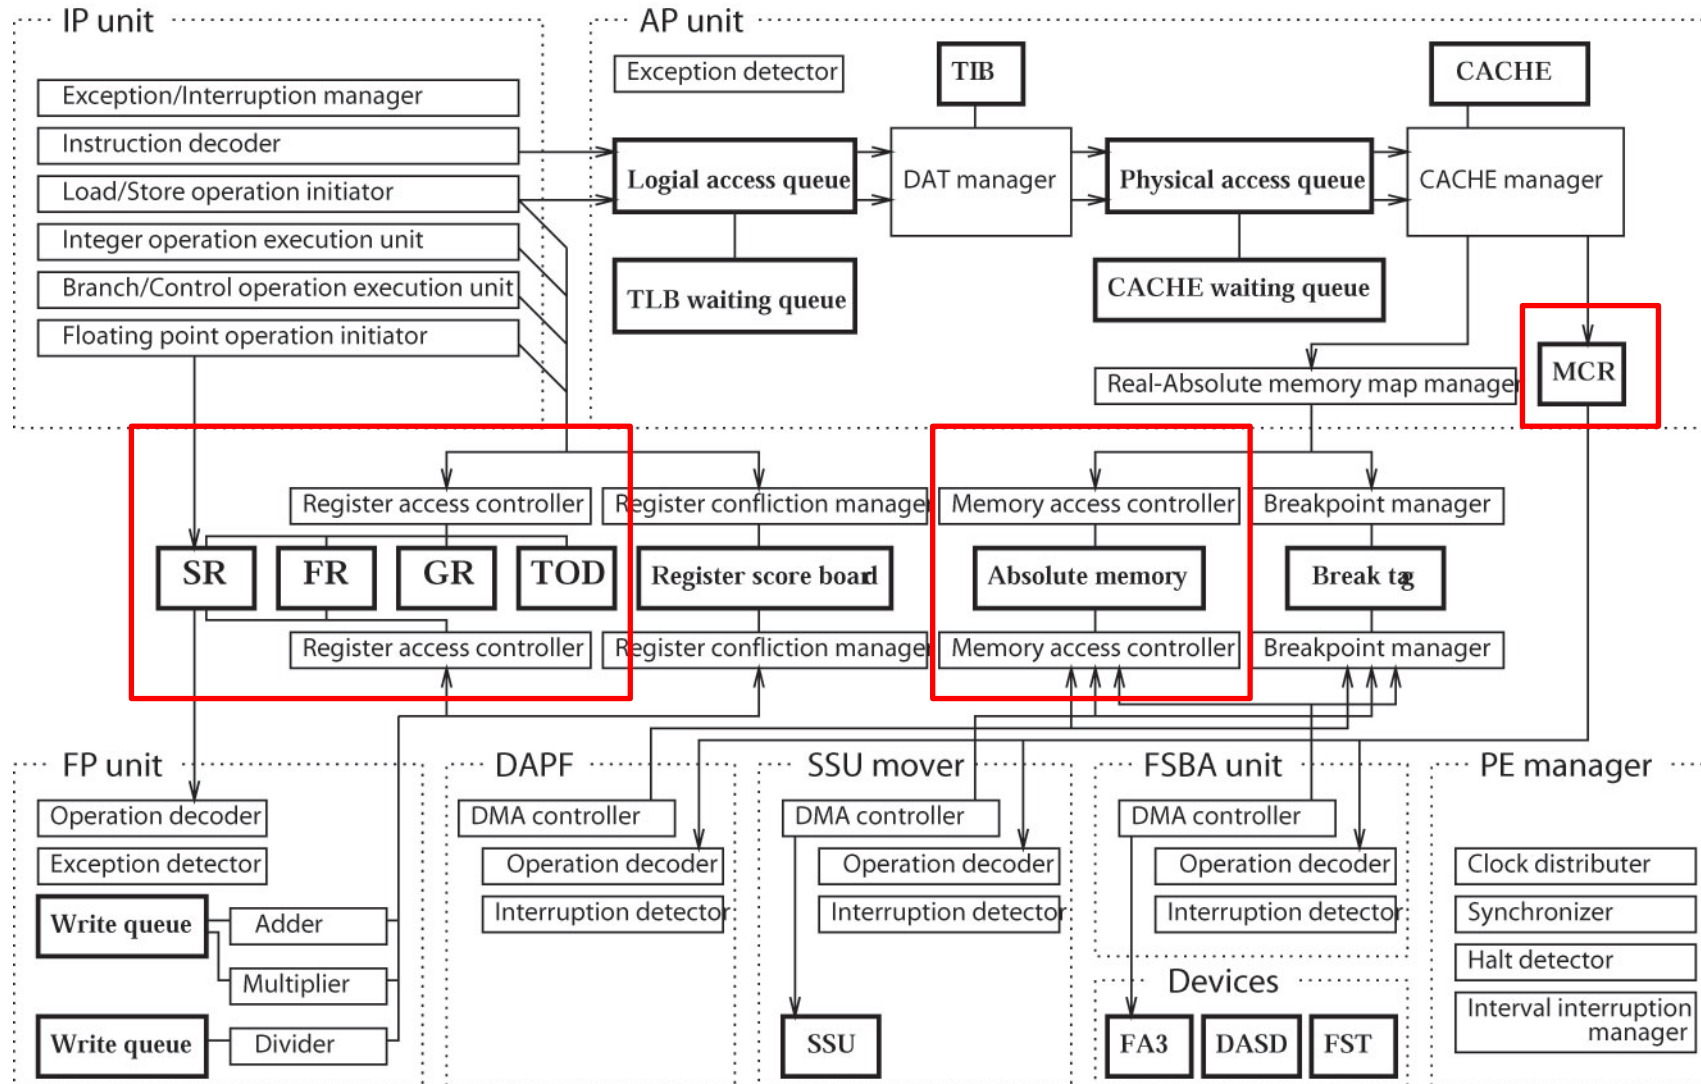 IP unit
AP unit
Exception/Interruption manager
Instruction decoder
Load/Store operation initiator
Integer operation execution unit
Branch/Control operation execution unit
Floating point operation initiator
Exception detector
TIB
CACHE
Logial access queue
DAT manager
Physical access queue
CACHE manager
TLB waiting queue
CACHE waiting queue
Real-Absolute memory map manager
MCR
Register access controller
Register confliction manager
Memory access controller
Breakpoint manager
SR
FR
GR
TOD
Register score board
Absolute memory
Break tag
Register access controller
Register confliction manager
Memory access controller
Breakpoint manager
FP unit
Operation decoder
Exception detector
Write queue
Adder
Multiplier
Write queue
Divider
DAPF
DMA controller
Operation decoder
Interruption detector
SSU mover
DMA controller
Operation decoder
Interruption detector
SSU
FSBA unit
DMA controller
Operation decoder
Interruption detector
Devices
FA3
DASD
FST
PE manager
Clock distributer
Synchronizer
Halt detector
Interval interruption
manager